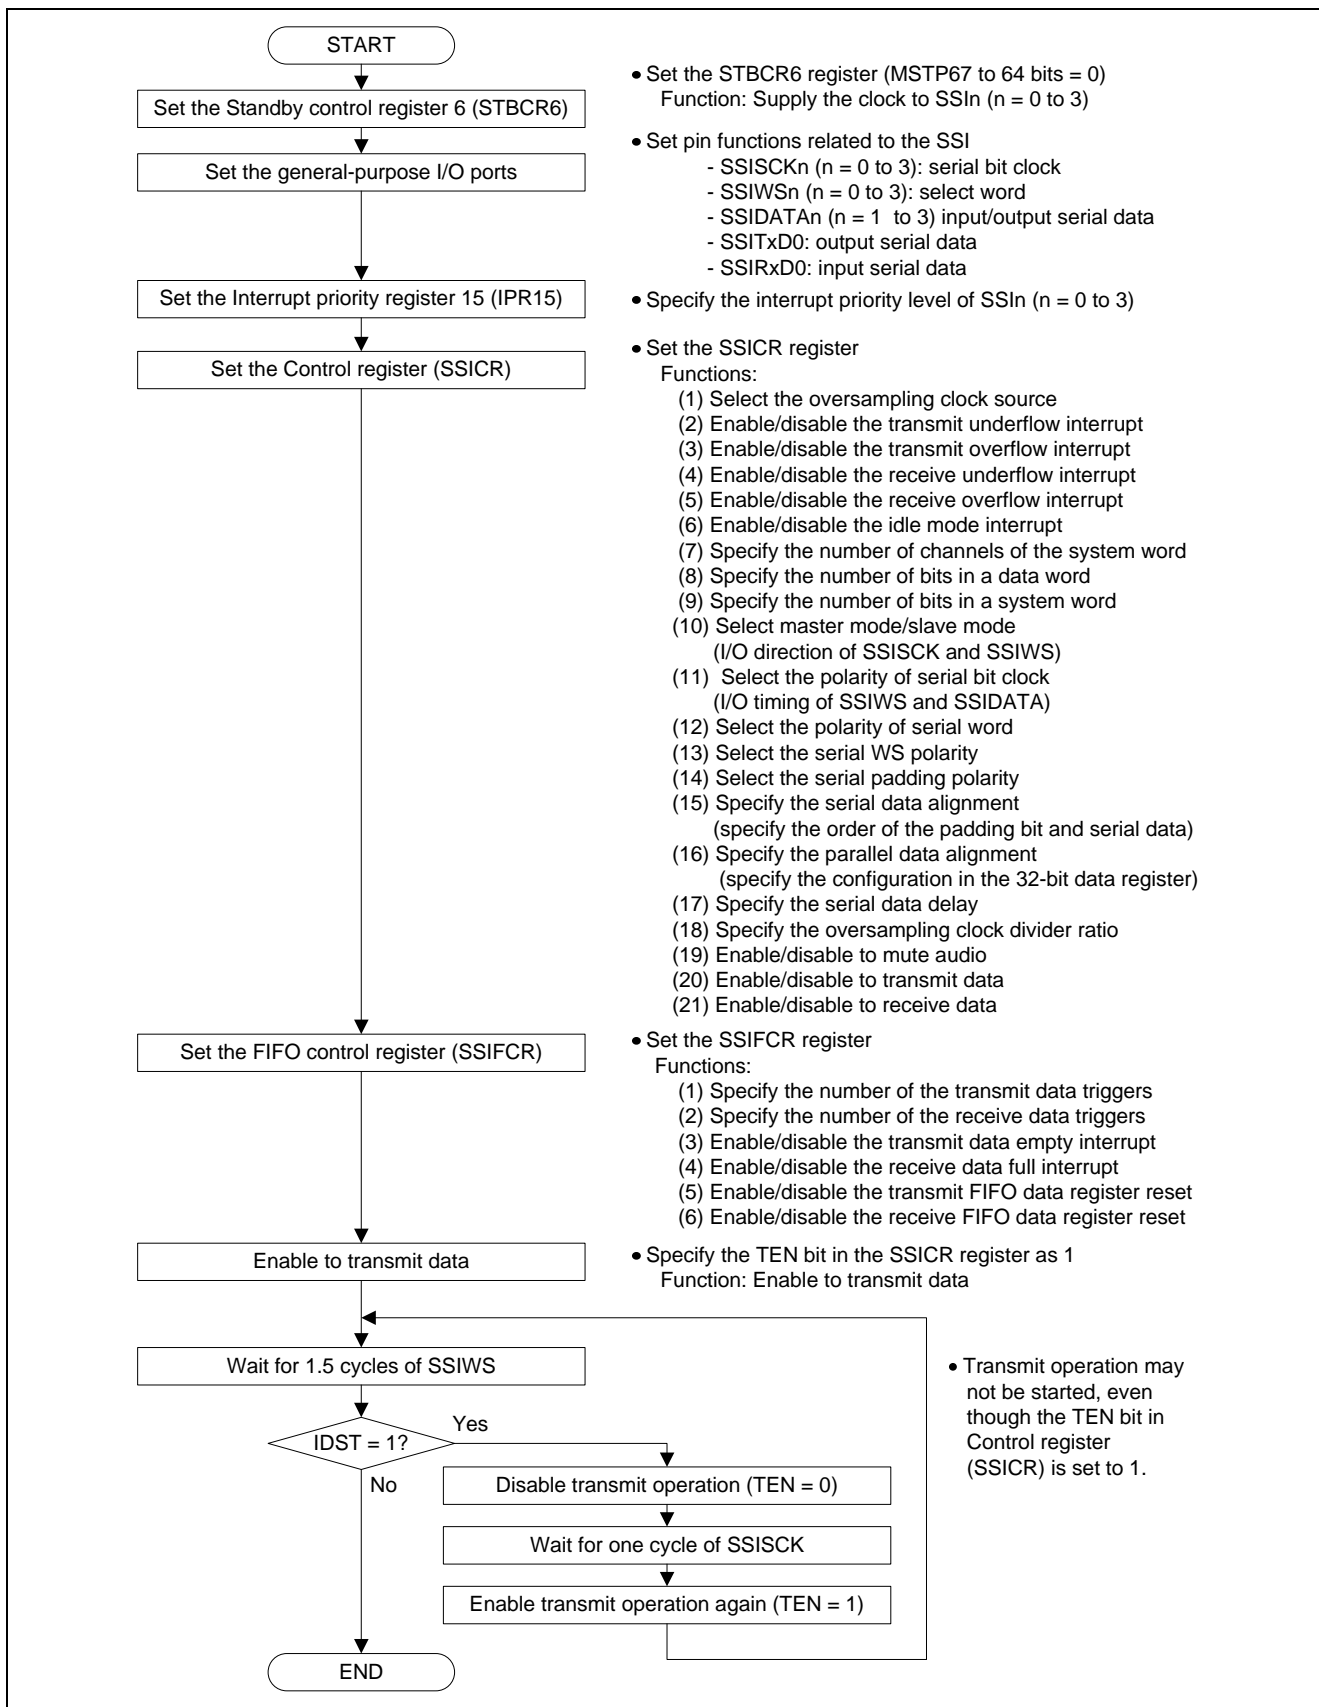 START
• Set the STBCR6 register (MSTP67 to 64 bits = 0)
Function: Supply the clock to SSIn (n = 0 to 3)
Set the Standby control register 6 (STBCR6)
• Set pin functions related to the SSI
- SSISCKn (n = 0 to 3): serial bit clock
- SSIWSn (n = 0 to 3): select word
- SSIDATAn (n = 1 to 3) input/output serial data
- SSITxD0: output serial data
- SSIRxD0: input serial data
Set the general-purpose I/O ports
Set the Interrupt priority register 15 (IPR15)
• Specify the interrupt priority level of SSIn (n = 0 to 3)
Set the Control register (SSICR)
• Set the SSICR register
Functions:
(1) Select the oversampling clock source
(2) Enable/disable the transmit underflow interrupt
(3) Enable/disable the transmit overflow interrupt
(4) Enable/disable the receive underflow interrupt
(5) Enable/disable the receive overflow interrupt
(6) Enable/disable the idle mode interrupt
(7) Specify the number of channels of the system word
(8) Specify the number of bits in a data word
(9) Specify the number of bits in a system word
(10) Select master mode/slave mode
(I/O direction of SSISCK and SSIWS)
(11) Select the polarity of serial bit clock
(I/O timing of SSIWS and SSIDATA)
(12) Select the polarity of serial word
(13) Select the serial WS polarity
(14) Select the serial padding polarity
(15) Specify the serial data alignment
(specify the order of the padding bit and serial data)
(16) Specify the parallel data alignment
(specify the configuration in the 32-bit data register)
(17) Specify the serial data delay
(18) Specify the oversampling clock divider ratio
(19) Enable/disable to mute audio
(20) Enable/disable to transmit data
(21) Enable/disable to receive data
Set the FIFO control register (SSIFCR)
• Set the SSIFCR register
Functions:
(1) Specify the number of the transmit data triggers
(2) Specify the number of the receive data triggers
(3) Enable/disable the transmit data empty interrupt
(4) Enable/disable the receive data full interrupt
(5) Enable/disable the transmit FIFO data register reset
(6) Enable/disable the receive FIFO data register reset
Enable to transmit data
• Specify the TEN bit in the SSICR register as 1
Function: Enable to transmit data
Wait for 1.5 cycles of SSIWS
• Transmit operation may
not be started, even
though the TEN bit in
Control register
(SSICR) is set to 1.
IDST = 1?
Yes
No
Disable transmit operation (TEN = 0)
Wait for one cycle of SSISCK
Enable transmit operation again (TEN = 1)
END